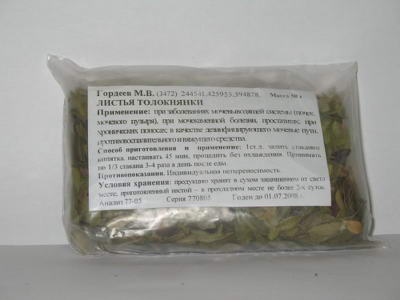 Гордеев М.В. (3472) 244541,425953,394878. Масса 50 г
ЛИСТЬЯ ТОЛОКНЯНКИ
Применение: при заболеваниях мочевыводящей системы (почек,
мочевого пузыря), при мочекаменной болезни, простатите; при
хронических поносах; в качестве дезинфицирующего мочевые пути,
противовоспалительного и вяжущего средства.
Способ приготовления и применение: 1ст.л. залить стаканом
кипятка, настаивать 45 мин, процедить без охлаждения. Принимать
по 1/3 стакана 3-4 раза в день после еды.
Противопоказания. Индивидуальная непереносимость.
Условия хранения: продукцию хранят в сухом защищенном от света
месте, приготовленный настой – в прохладном месте не более 2-х суток.
Анализ 77-05 Серия 770805 Годен до 01.07.2008 г.